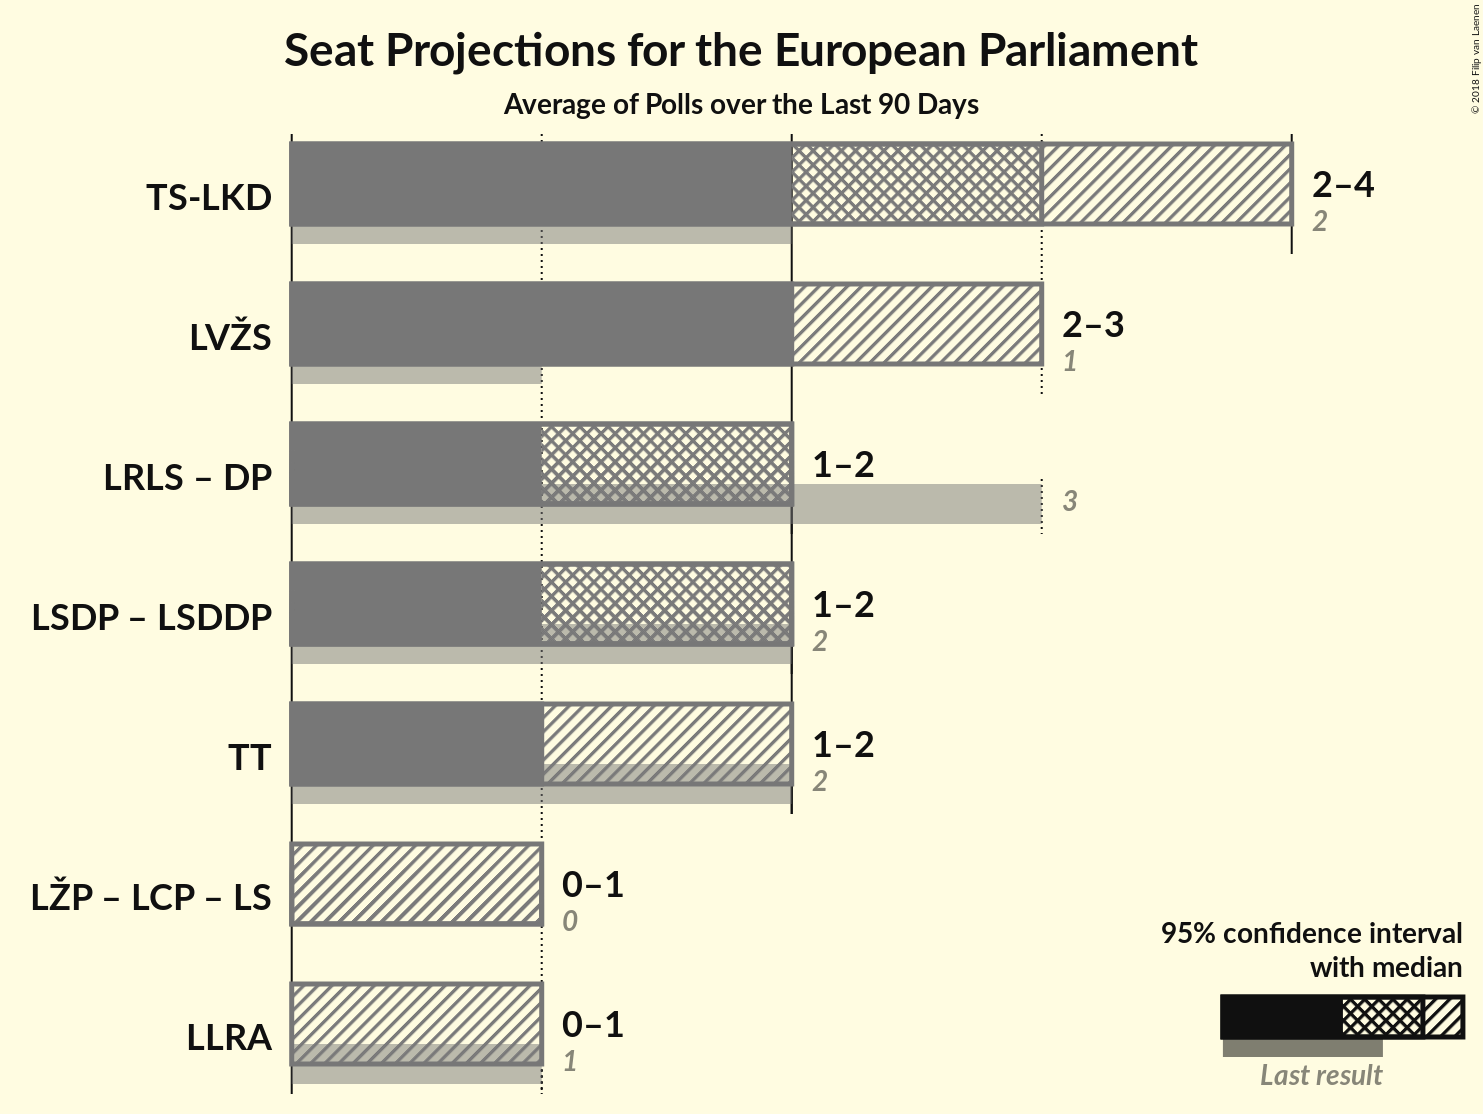 Seat Projections for the European Parliament
Average of Polls over the Last 90 Days
© 2018 Filip van Laenen
TS-LKD
2–4
2
LVŽS
2–3
1
LRLS – DP
1–2
3
LSDP – LSDDP
1–2
2
TT
1–2
2
LŽP – LCP – LS
0–1
0
LLRA
0–1
1
95% confidence interval
with median
Last result